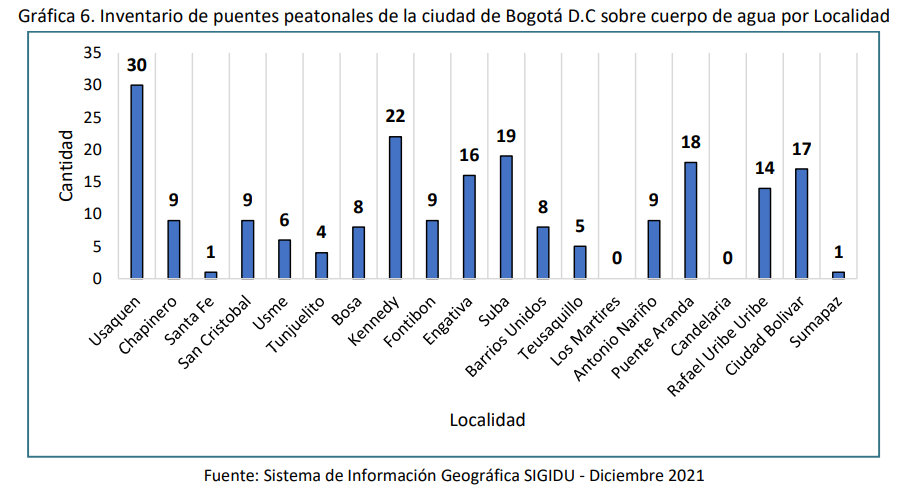 Gráfica 6. Inventario de puentes peatonales de la ciudad de Bogotá D.C sobre cuerpo de agua por Localidad
35
30
25
20
15
10
5
0
Cantidad
30
9
1
9
6
4
8
22
9
16
19
8
5
0
9
18
0
14
17
1
Usaquen
Chapinero
Santa Fe
San Cristobal
Usme
Tunjuelito
Bosa
Kennedy
Fontibon
Engativa
Suba
Barrios Unidos
Teusaquillo
Los Martires
Antonio Nariño
Puente Aranda
Candelaria
Rafael Uribe Uribe
Ciudad Bolivar
Sumapaz
Localidad
Fuente: Sistema de Información Geográfica SIGIDU - Diciembre 2021